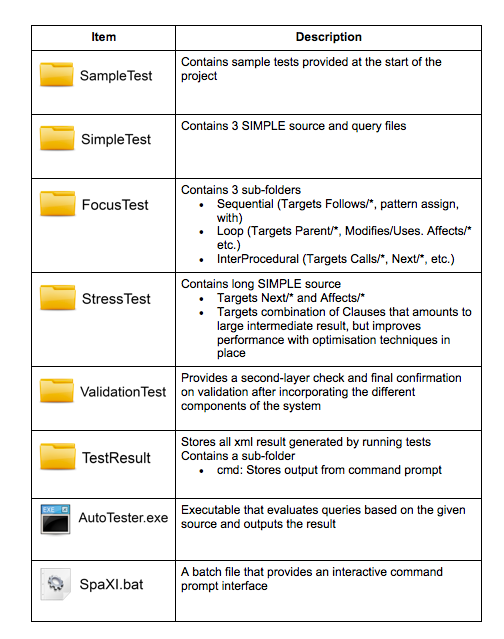 Item
Description
SampleTest
Contains sample tests provided at the start of the
project
SimpleTest
Contains 3 SIMPLE source and query files
FocusTest
Contains 3 sub-folders
• Sequential (Targets Follows/*, pattern assign,
with)
• Loop (Targets Parent/*, Modifies/Uses. Affects/*
etc.)
• InterProcedural (Targets Calls/*, Next/*, etc.)
StressTest
Contains long SIMPLE source
• Targets Next/* and Affects/*
• Targets combination of Clauses that amounts to
large intermediate result, but improves
performance with optimisation techniques in
place
ValidationTest
Provides a second-layer check and final confirmation
on validation after incorporating the different
components of the system
TestResult
Stores all xml result generated by running tests
Contains a sub-folder
• cmd: Stores output from command prompt
EXE
AutoTester.exe
Executable that evaluates queries based on the given
source and outputs the result
SpaXI.bat
A batch file that provides an interactive command
prompt interface